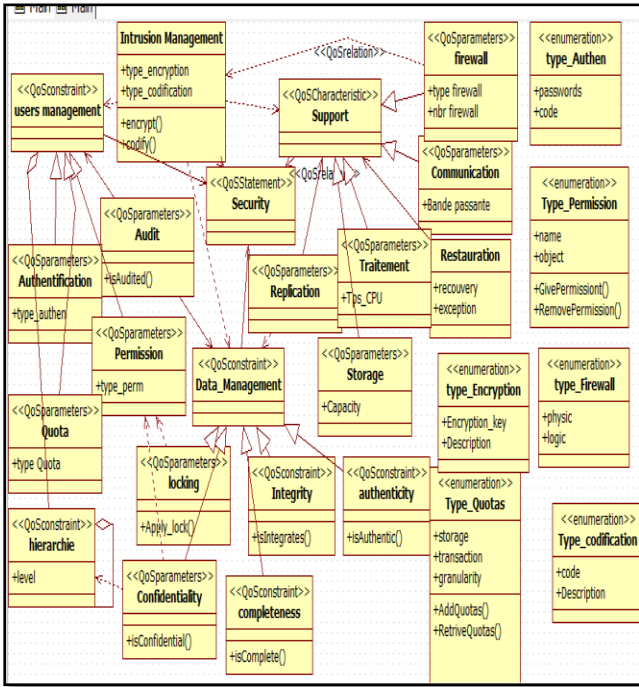 Main Main
Intrusion Management
+type_encryption
+type_codification
+encrypt()
+codify()
<<QoSrelation>>
<<QoSparameters>>
firewall
+type firewall
+nbr firewall
<<enumeration>>
type_Authen
+passwords
+code
<<QoSconstraint>>
users management
<<QoSCharacteristic>>
Support
<<QoSparameters>>
Communication
+Bande passante
<<QoSStatement>>
Security
<<QoSrela
<<enumeration>>
Type_Permission
+name
+object
+GivePermissiont()
+RemovePermission()
<<QoSparameters>>
Audit
+isAudited()
<<QoSparameters>>
Authentification
+type_authen
<<QoSparameters>>
Replication
<<QoSparameters>>
Traitement
+Tps_CPU
Restauration
+recouvery
+exception
<<QoSparameters>>
Permission
+type_perm
<<QoSconstraint>>
Data_Management
<<QoSparameters>>
Storage
+Capacity
<<enumeration>>
type_Encryption
+Encryption_key
+Description
<<enumeration>>
type_Firewall
+physic
+logic
<<QoSparameters>>
Quota
+type Quota
<<QoSparameters>>
locking
+Apply_lock()
<<QoSconstraint>>
Integrity
+isIntegrates()
<<QoSconstraint>>
authenticity
+isAuthentic()
<<enumeration>>
Type_Quotas
+storage
+transaction
+granularity
+AddQuotas()
+RetriveQuotas()
<<QoSconstraint>>
hierarchie
+level
<<enumeration>>
Type_codification
+code
+Description
<<QoSParameters>>
Confidentiality
+isConfidential()
<<QoSconstraint>>
completeness
+isComplete()